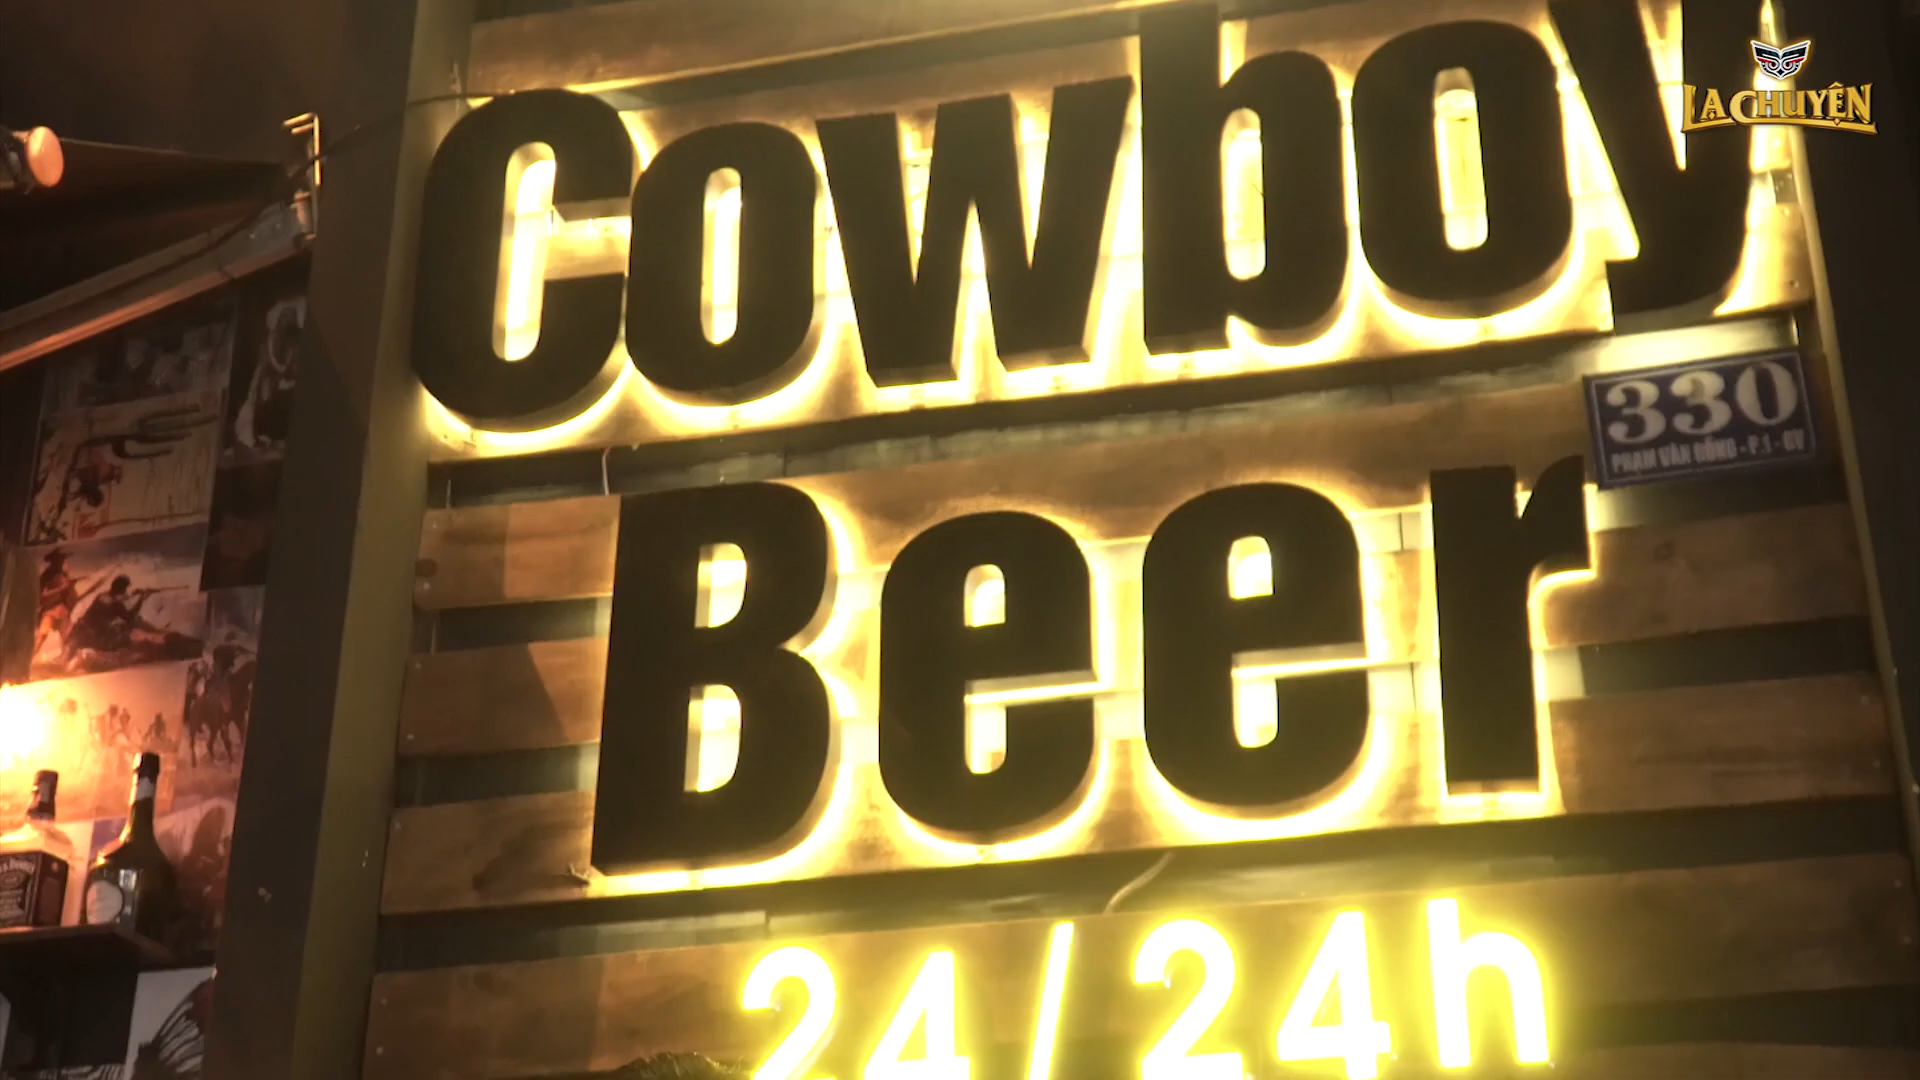 Cowboy
LẠ CHUYỆN
330
PHẠM VĂN ĐỒNG - P.1 - GV
Beer
24/24h